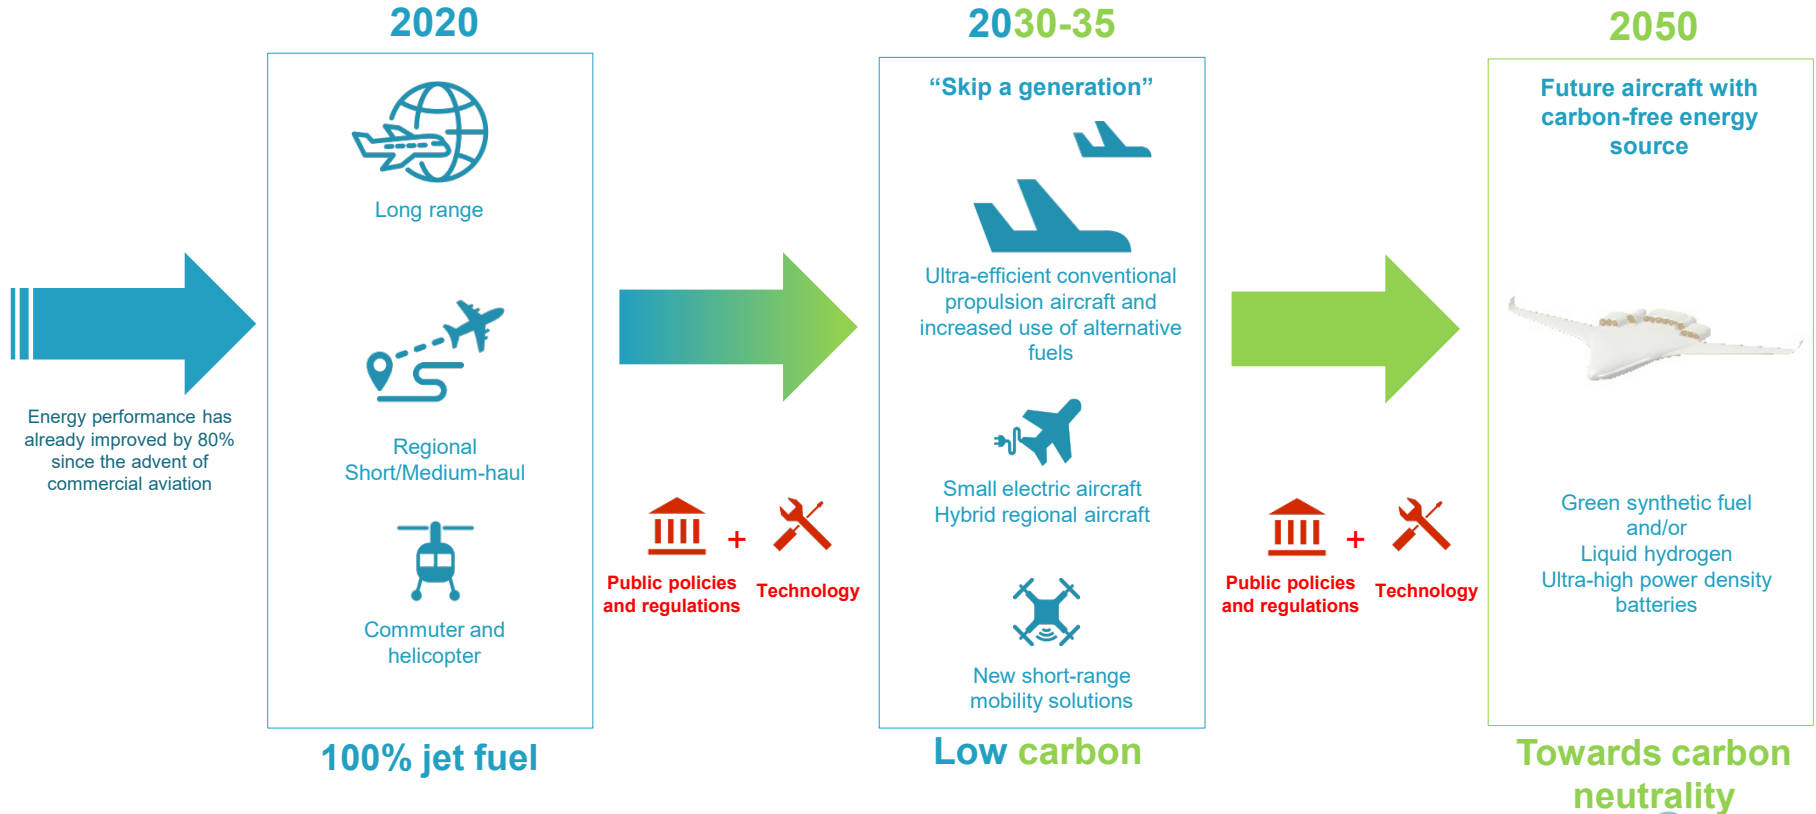 2020
2030-35
2050
Energy performance has
already improved by 80%
since the advent of
commercial aviation
Long range
Regional
Short/Medium-haul
Commuter and
helicopter
100% jet fuel
Public policies
and regulations
+
Technology
“Skip a generation”
Ultra-efficient conventional
propulsion aircraft and
increased use of alternative
fuels
Small electric aircraft
Hybrid regional aircraft
New short-range
mobility solutions
Low carbon
Public policies
and regulations
+
Technology
Future aircraft with
carbon-free energy
source
Green synthetic fuel
and/or
Liquid hydrogen
Ultra-high power density
batteries
Towards carbon
neutrality